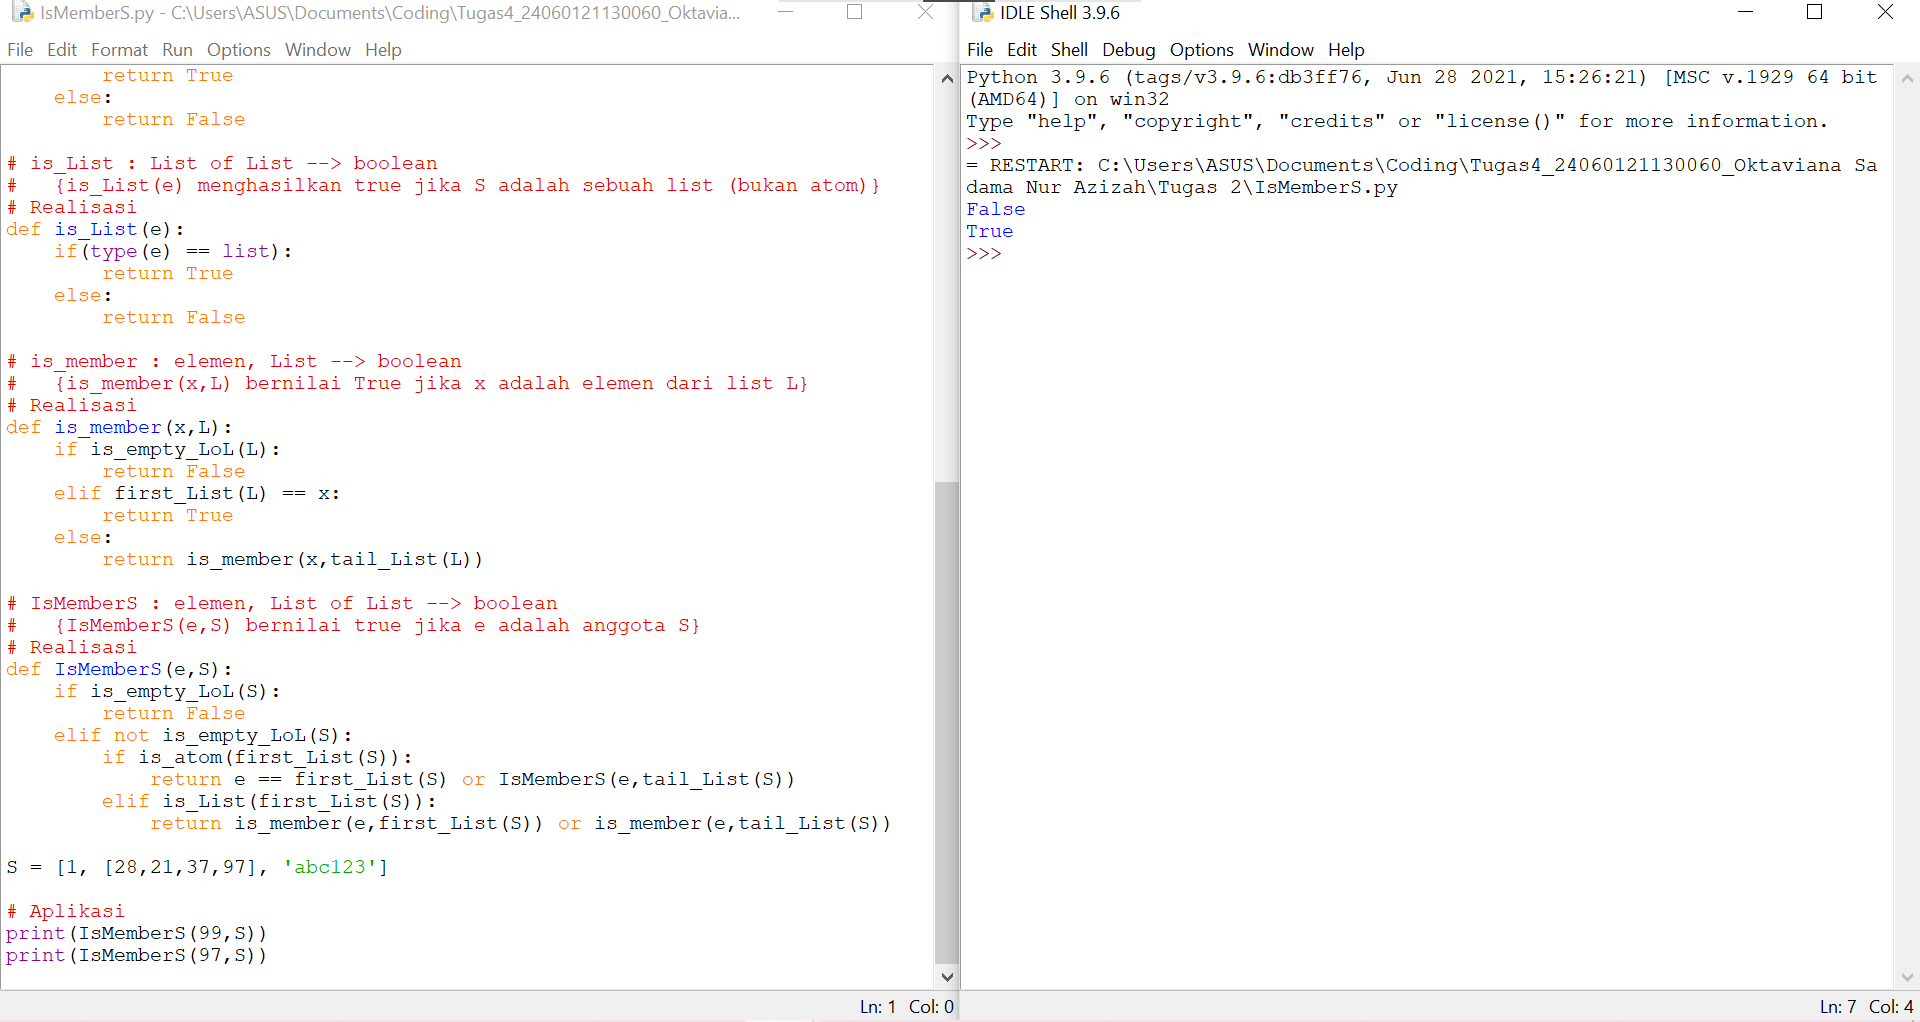 IsMemberS.py - C:\Users\ASUS\Documents\Coding\Tugas4_24060121130060_Oktavia...
File Edit Format Run Options Window Help
        return True
    else:
        return False

# is_List : List of List --> boolean
#   {is_List(e) menghasilkan true jika S adalah sebuah list (bukan atom)}
# Realisasi
def is_List(e):
    if(type(e) == list):
        return True
    else:
        return False

# is_member : elemen, List --> boolean
#   {is_member(x,L) bernilai True jika x adalah elemen dari list L}
# Realisasi
def is_member(x,L):
    if is_empty_LoL(L):
        return False
    elif first_List(L) == x:
        return True
    else:
        return is_member(x,tail_List(L))

# IsMemberS : elemen, List of List --> boolean
#   {IsMemberS(e,S) bernilai true jika e adalah anggota S}
# Realisasi
def IsMemberS(e,S):
    if is_empty_LoL(S):
        return False
    elif not is_empty_LoL(S):
        if is_atom(first_List(S)):
            return e == first_List(S) or IsMemberS(e,tail_List(S))
        elif is_List(first_List(S)):
            return is_member(e,first_List(S)) or is_member(e,tail_List(S))

S = [1, [28,21,37,97], 'abc123']

# Aplikasi
print(IsMemberS(99,S))
print(IsMemberS(97,S))
Ln: 1 Col: 0
IDLE Shell 3.9.6
File Edit Shell Debug Options Window Help
Python 3.9.6 (tags/v3.9.6:db3ff76, Jun 28 2021, 15:26:21) [MSC v.1929 64 bit
(AMD64)] on win32
Type "help", "copyright", "credits" or "license()" for more information.
>>>
= RESTART: C:\Users\ASUS\Documents\Coding\Tugas4_24060121130060_Oktaviana Sa
dama Nur Azizah\Tugas 2\IsMemberS.py
False
True
>>>
Ln: 7 Col: 4